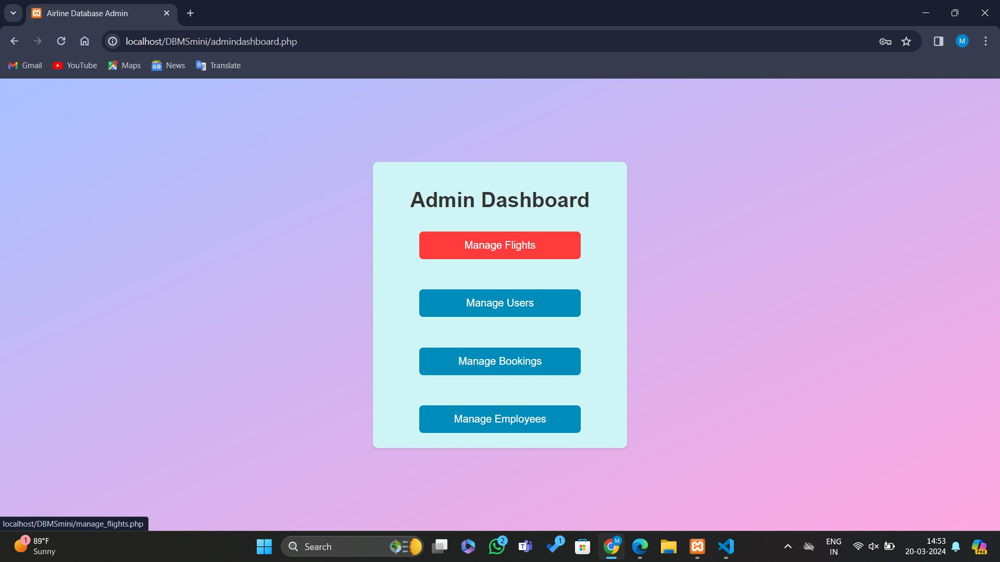 Airline Database Admin
localhost/DBMSmini/admindashboard.php
M
Gmail
YouTube
Maps
News
Translate
Admin Dashboard
Manage Flights
Manage Users
Manage Bookings
Manage Employees
localhost/DBMSmini/manage_flights.php
1
89°F
Sunny
Search
2
1
M
ENG
IN
14:53
20-03-2024
PRE